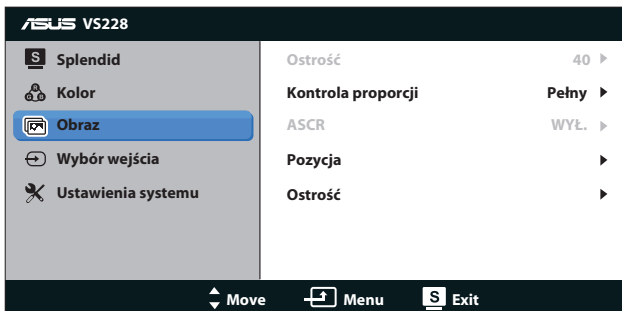 ASUS VS228
S Splendid
Kolor
Obraz
Wybór wejścia
Ustawienia systemu
Ostrość 40
Kontrola proporcji Pełny
ASCR WYŁ.
Pozycja
Ostrość
Move Menu S Exit